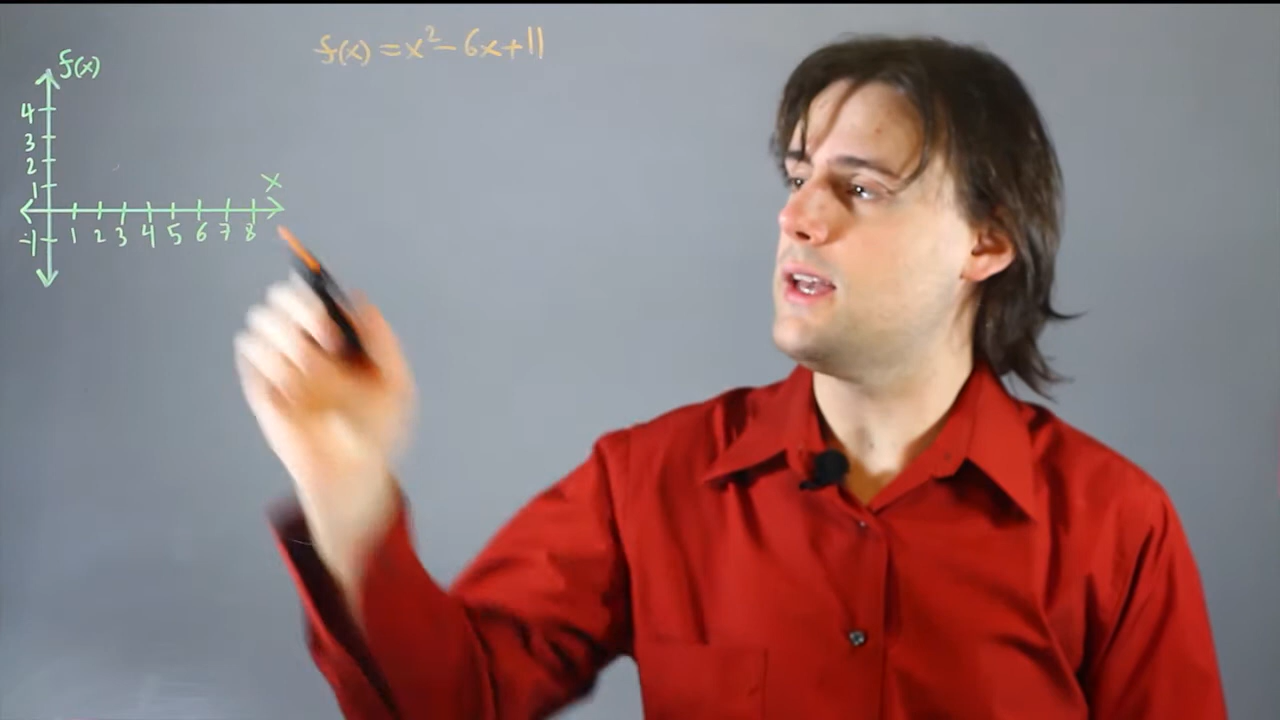 f(x) = x² - 6x + 11
f(x)
4
3
2
1
x
-1 1 2 3 4 5 6 7 8